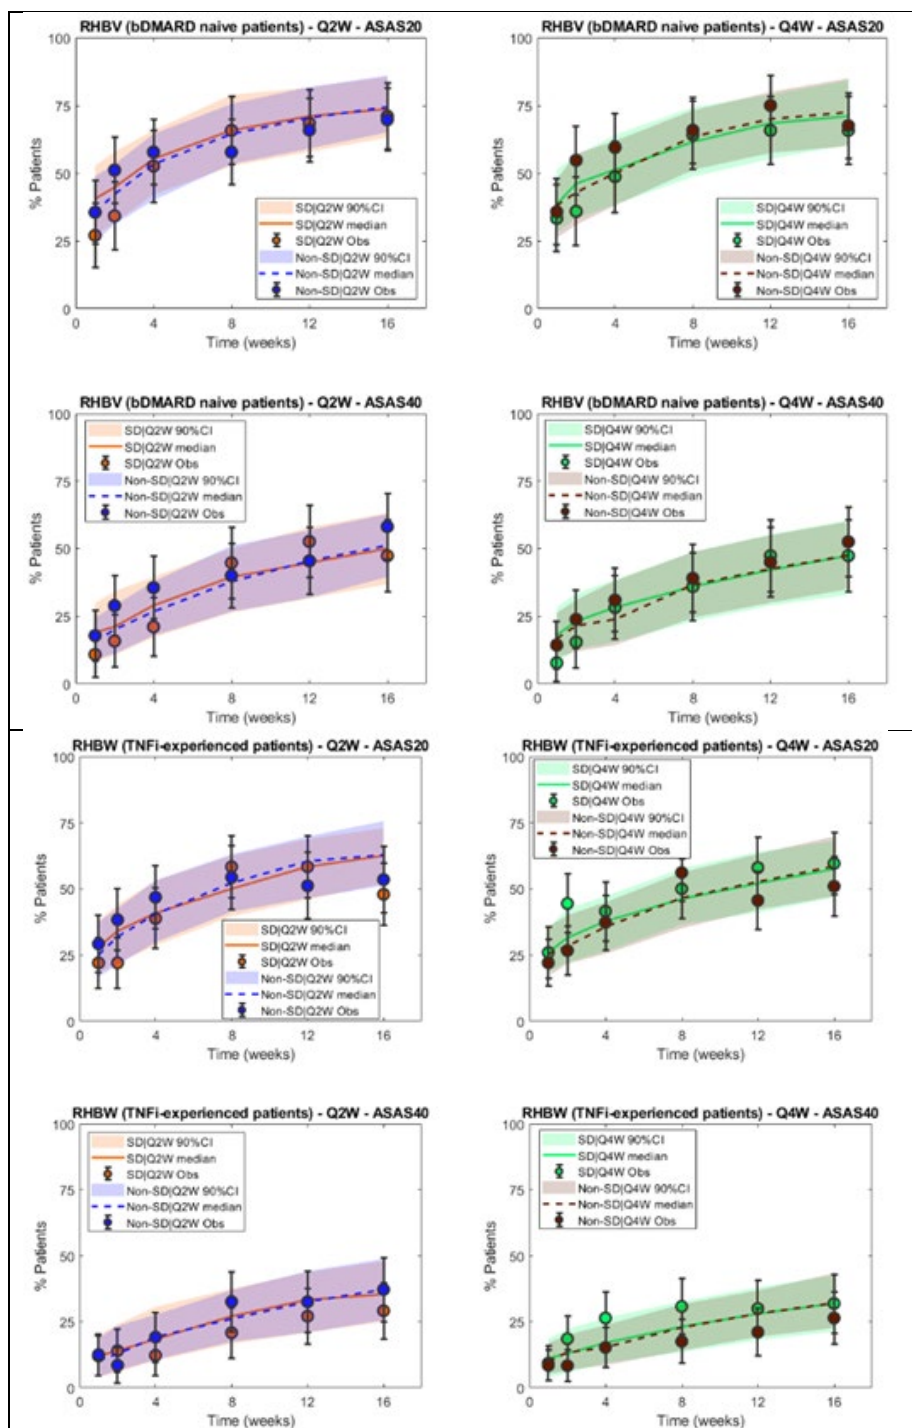 RHBV (bDMARD naive patients) - Q2W - ASAS20
100
75
50
25
0
% Patients
SD|Q2W 90%CI
SD|Q2W median
SD|Q2W Obs
Non-SD|Q2W 90%CI
Non-SD|Q2W median
Non-SD|Q2W Obs
0 4 8 12 16
Time (weeks)
RHBV (bDMARD naive patients) - Q4W - ASAS20
100
75
50
25
0
% Patients
SD|Q4W 90%CI
SD|Q4W median
SD|Q4W Obs
Non-SD|Q4W 90%CI
Non-SD|Q4W median
Non-SD|Q4W Obs
0 4 8 12 16
Time (weeks)
RHBV (bDMARD naive patients) - Q2W - ASAS40
100
75
50
25
0
% Patients
SD|Q2W 90%CI
SD|Q2W median
SD|Q2W Obs
Non-SD|Q2W 90%CI
Non-SD|Q2W median
Non-SD|Q2W Obs
0 4 8 12 16
Time (weeks)
RHBV (bDMARD naive patients) - Q4W - ASAS40
100
75
50
25
0
% Patients
SD|Q4W 90%CI
SD|Q4W median
SD|Q4W Obs
Non-SD|Q4W 90%CI
Non-SD|Q4W median
Non-SD|Q4W Obs
0 4 8 12 16
Time (weeks)
RHBW (TNFi-experienced patients) - Q2W - ASAS20
100
75
50
25
0
% Patients
SD|Q2W 90%CI
SD|Q2W median
SD|Q2W Obs
Non-SD|Q2W 90%CI
Non-SD|Q2W median
Non-SD|Q2W Obs
0 4 8 12 16
Time (weeks)
RHBW (TNFi-experienced patients) - Q4W - ASAS20
100
75
50
25
0
% Patients
SD|Q4W 90%CI
SD|Q4W median
SD|Q4W Obs
Non-SD|Q4W 90%CI
Non-SD|Q4W median
Non-SD|Q4W Obs
0 4 8 12 16
Time (weeks)
RHBW (TNFi-experienced patients) - Q2W - ASAS40
100
75
50
25
0
% Patients
SD|Q2W 90%CI
SD|Q2W median
SD|Q2W Obs
Non-SD|Q2W 90%CI
Non-SD|Q2W median
Non-SD|Q2W Obs
0 4 8 12 16
Time (weeks)
RHBW (TNFi-experienced patients) - Q4W - ASAS40
100
75
50
25
0
% Patients
SD|Q4W 90%CI
SD|Q4W median
SD|Q4W Obs
Non-SD|Q4W 90%CI
Non-SD|Q4W median
Non-SD|Q4W Obs
0 4 8 12 16
Time (weeks)